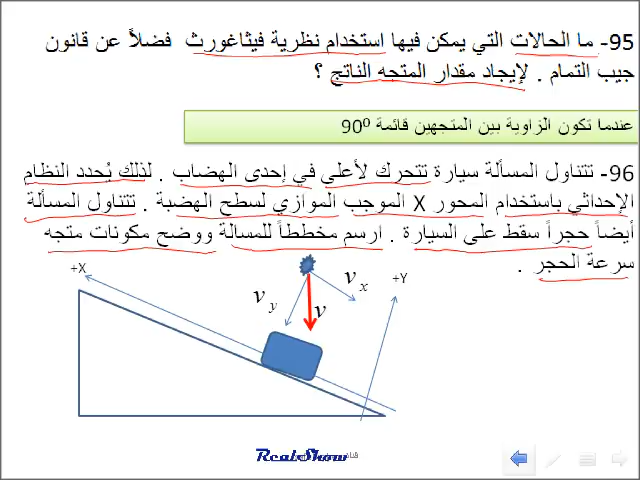 95- ما الحالات التي يمكن فيها استخدام نظرية فيثاغورث فضلاً عن قانون
جيب التمام . لإيجاد مقدار المتجه الناتج ؟
عندما تكون الزاوية بين المتجهين قائمة 90⁰
96- تتناول المسألة سيارة تتحرك لأعلى في إحدى الهضاب . لذلك يُحدد النظام
الإحداثي باستخدام المحور X الموجب الموازي لسطح الهضبة . تتناول المسألة
أيضاً حجراً سقط على السيارة . ارسم مخططاً للمسالة ووضح مكونات متجه
سرعة الحجر .
+X
v y
v x
v
+Y
RealShow